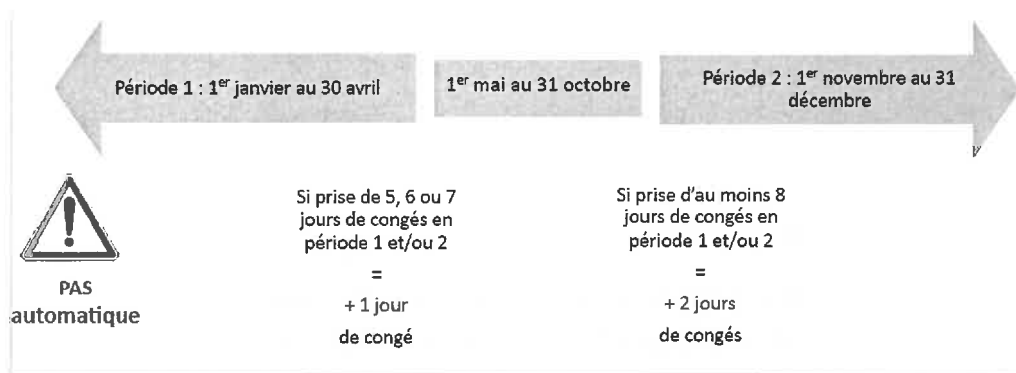 Période 1 : 1er janvier au 30 avril
1er mai au 31 octobre
Période 2 : 1er novembre au 31
décembre
PAS
automatique
Si prise de 5, 6 ou 7
jours de congés en
période 1 et/ou 2
=
+ 1 jour
de congé
Si prise d'au moins 8
jours de congés en
période 1 et/ou 2
=
+ 2 jours
de congés